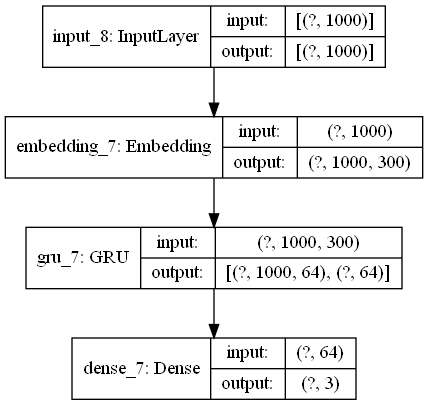 input_8: InputLayer
input: [(?, 1000)]
output: [(?, 1000)]
embedding_7: Embedding
input: (?, 1000)
output: (?, 1000, 300)
gru_7: GRU
input: (?, 1000, 300)
output: [(?, 1000, 64), (?, 64)]
dense_7: Dense
input: (?, 64)
output: (?, 3)